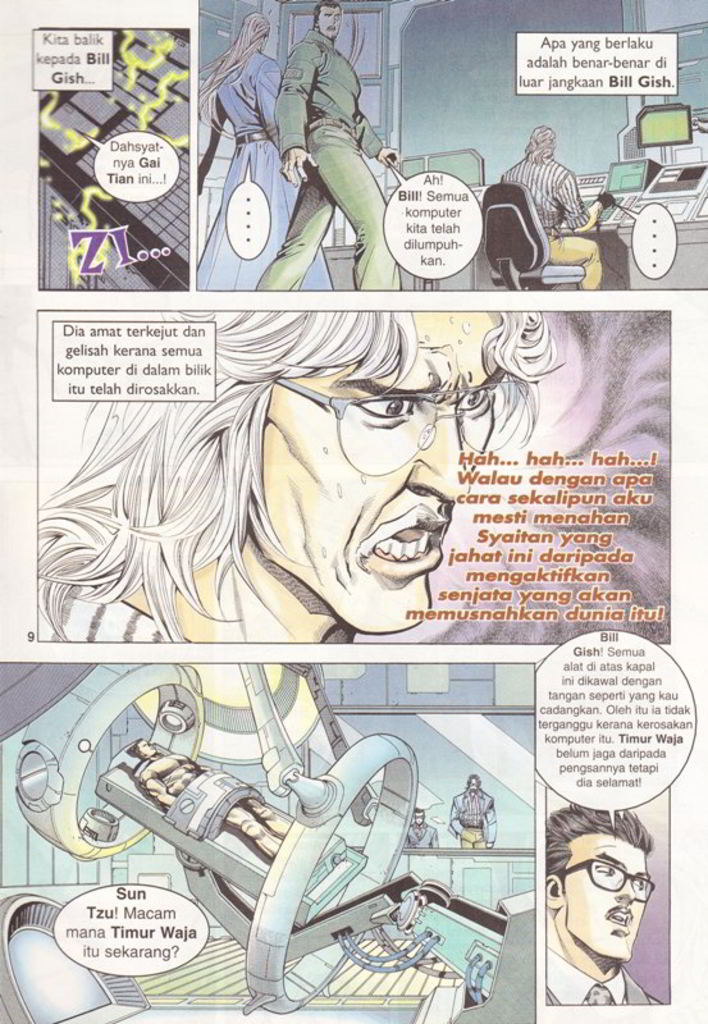 Kita balik
kepada Bill
Gish...
Dahsyat-
nya Gai
Tian ini...!
ZI...
Apa yang berlaku
adalah benar-benar di
luar jangkaan Bill Gish.
...
Ah!
Bill! Semua
komputer
kita telah
dilumpuh-
kan.
...
Dia amat terkejut dan
gelisah kerana semua
komputer di dalam bilik
itu telah dirosakkan.
Hah... hah... hah...!
Walau dengan apa
cara sekalipun aku
mesti menahan
Syaitan yang
jahat ini daripada
mengaktifkan
senjata yang akan
memusnahkan dunia itu!
9
Bill
Gish! Semua
alat di atas kapal
ini dikawal dengan
tangan seperti yang kau
cadangkan. Oleh itu ia tidak
terganggu kerana kerosakan
komputer itu. Timur Waja
belum jaga daripada
pengsannya tetapi
dia selamat!
Sun
Tzu! Macam
mana Timur Waja
itu sekarang?